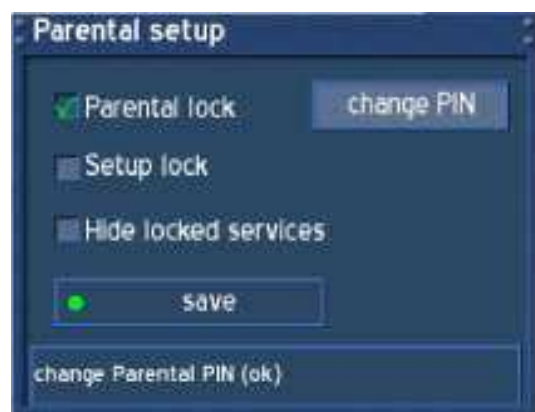 Parental setup
Parental lock
change PIN
Setup lock
Hide locked services
save
change Parental PIN (ok)